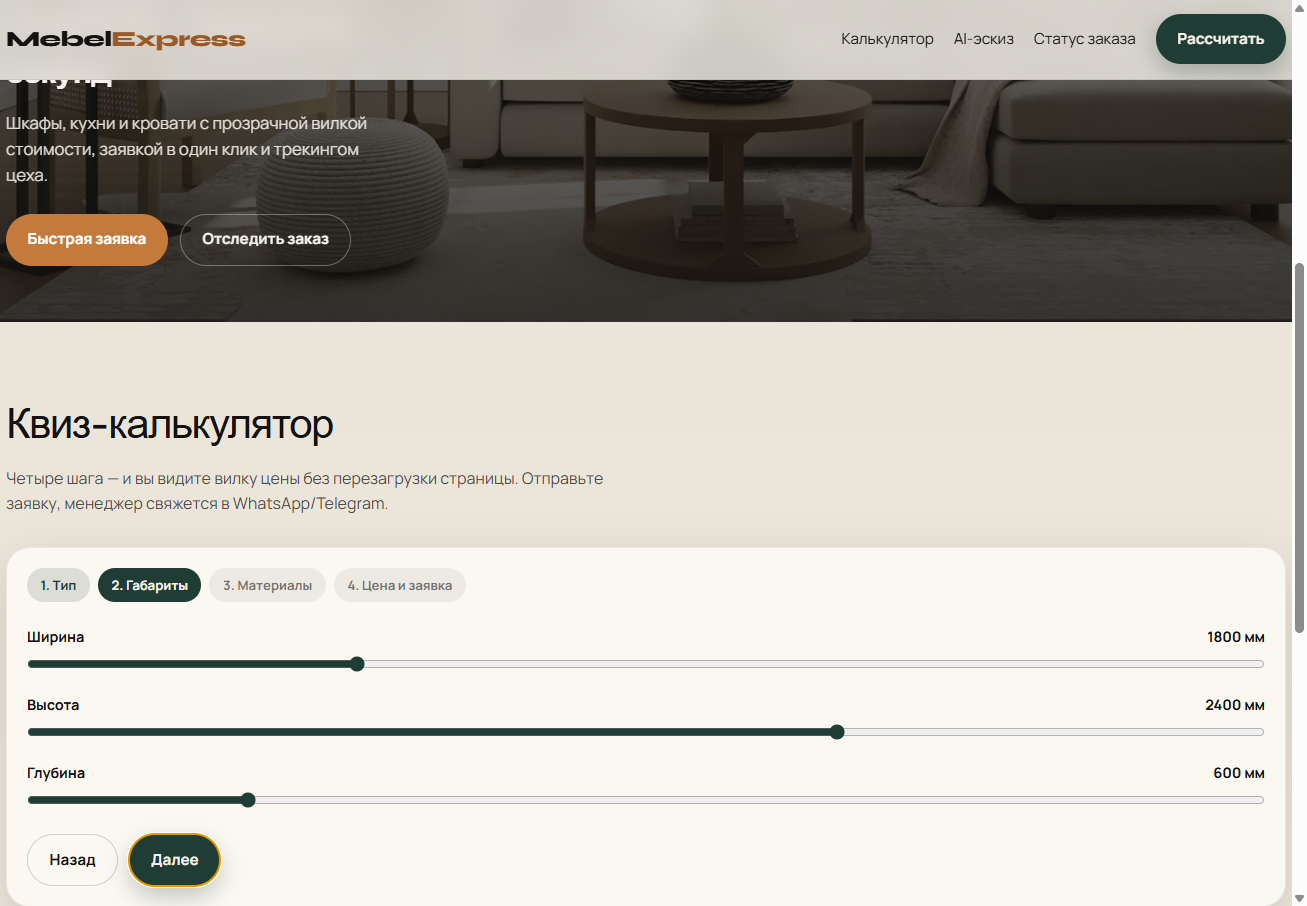 MebelExpress
Калькулятор
AI-эскиз
Статус заказа
Рассчитать
секунд
Шкафы, кухни и кровати с прозрачной вилкой
стоимости, заявкой в один клик и трекингом
цеха.
Быстрая заявка
Отследить заказ
Квиз-калькулятор
Четыре шага — и вы видите вилку цены без перезагрузки страницы. Отправьте
заявку, менеджер свяжется в WhatsApp/Telegram.
1. Тип
2. Габариты
3. Материалы
4. Цена и заявка
Ширина
1800 мм
Высота
2400 мм
Глубина
600 мм
Назад
Далее